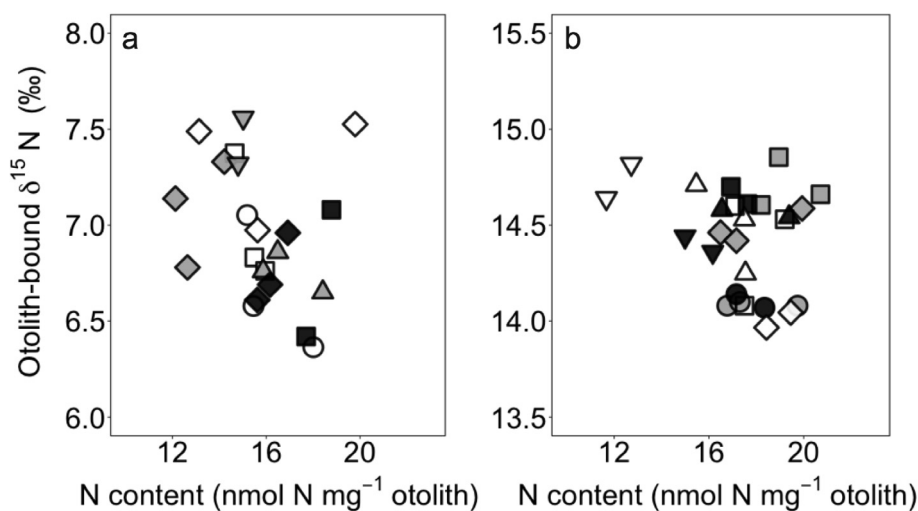 a
b
Otolith-bound δ¹⁵ N (‰)
8.0
7.5
7.0
6.5
6.0
15.5
15.0
14.5
14.0
13.5
12 16 20
12 16 20
N content (nmol N mg⁻¹ otolith)
N content (nmol N mg⁻¹ otolith)